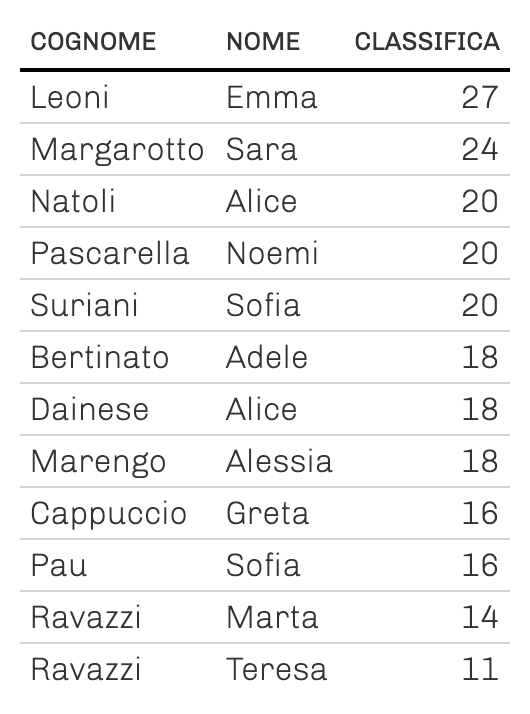 COGNOME NOME CLASSIFICA
Leoni Emma 27
Margarotto Sara 24
Natoli Alice 20
Pascarella Noemi 20
Suriani Sofia 20
Bertinato Adele 18
Dainese Alice 18
Marengo Alessia 18
Cappuccio Greta 16
Pau Sofia 16
Ravazzi Marta 14
Ravazzi Teresa 11